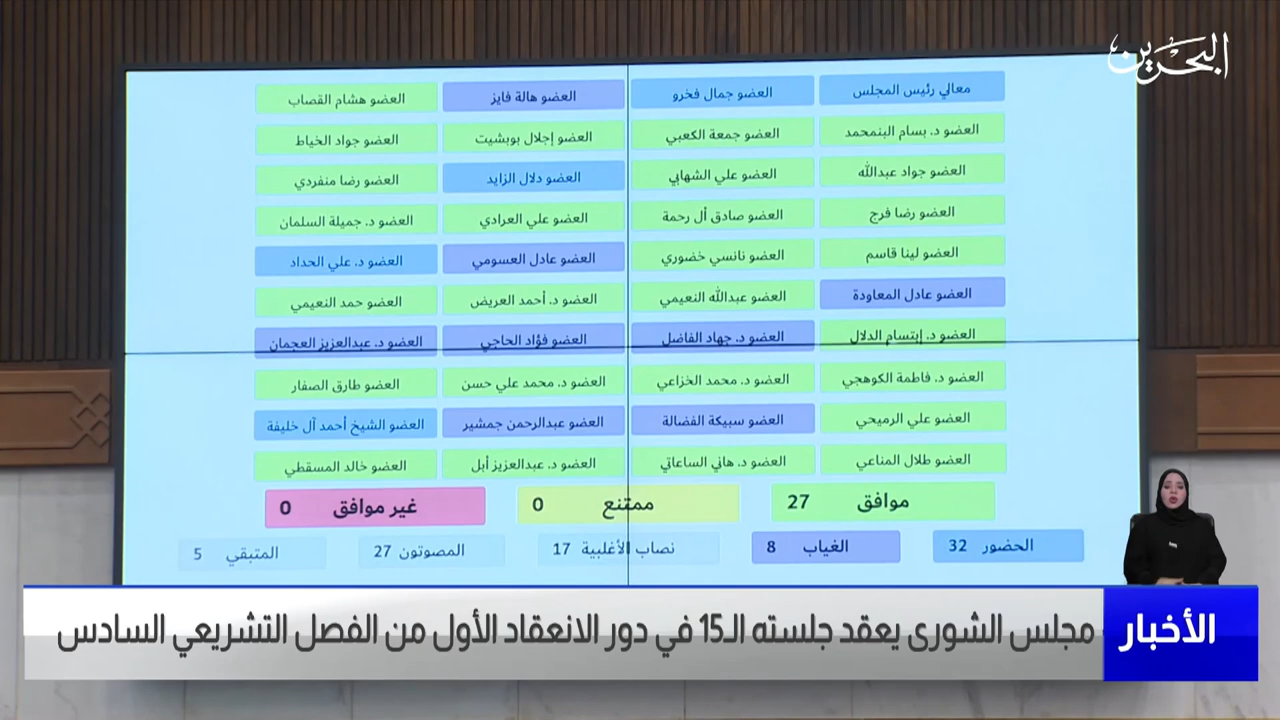 البحرين
معالي رئيس المجلس العضو جمال فخرو العضو هالة فايز العضو هشام القصاب
العضو د. بسام البنمحمد العضو جمعة الكعبي العضو إجلال بوبشيت العضو جواد الخياط
العضو جواد عبدالله العضو علي الشهابي العضو دلال الزايد العضو رضا منفردي
العضو رضا فرج العضو صادق آل رحمة العضو علي العرادي العضو د. جميلة السلمان
العضو لينا قاسم العضو نانسي خضوري العضو عادل العسومي العضو د. علي الحداد
العضو عادل المعاودة العضو عبدالله النعيمي العضو د. أحمد العريض العضو حمد النعيمي
العضو د. إبتسام الدلال العضو د. جهاد الفاضل العضو فؤاد الحاجي العضو د. عبدالعزيز العجمان
العضو د. فاطمة الكوهجي العضو د. محمد الخزاعي العضو د. محمد علي حسن العضو طارق الصفار
العضو علي الرميحي العضو سبيكة الفضالة العضو عبدالرحمن جمشير العضو الشيخ أحمد آل خليفة
العضو طلال المناعي العضو د. هاني الساعاتي العضو د. عبدالعزيز أبل العضو خالد المسقطي
موافق 27 ممتنع 0 غير موافق 0
الحضور 32 الغياب 8 نصاب الأغلبية 17 المصوتون 27 المتبقي 5
الأخبار
مجلس الشورى يعقد جلسته الـ15 في دور الانعقاد الأول من الفصل التشريعي السادس